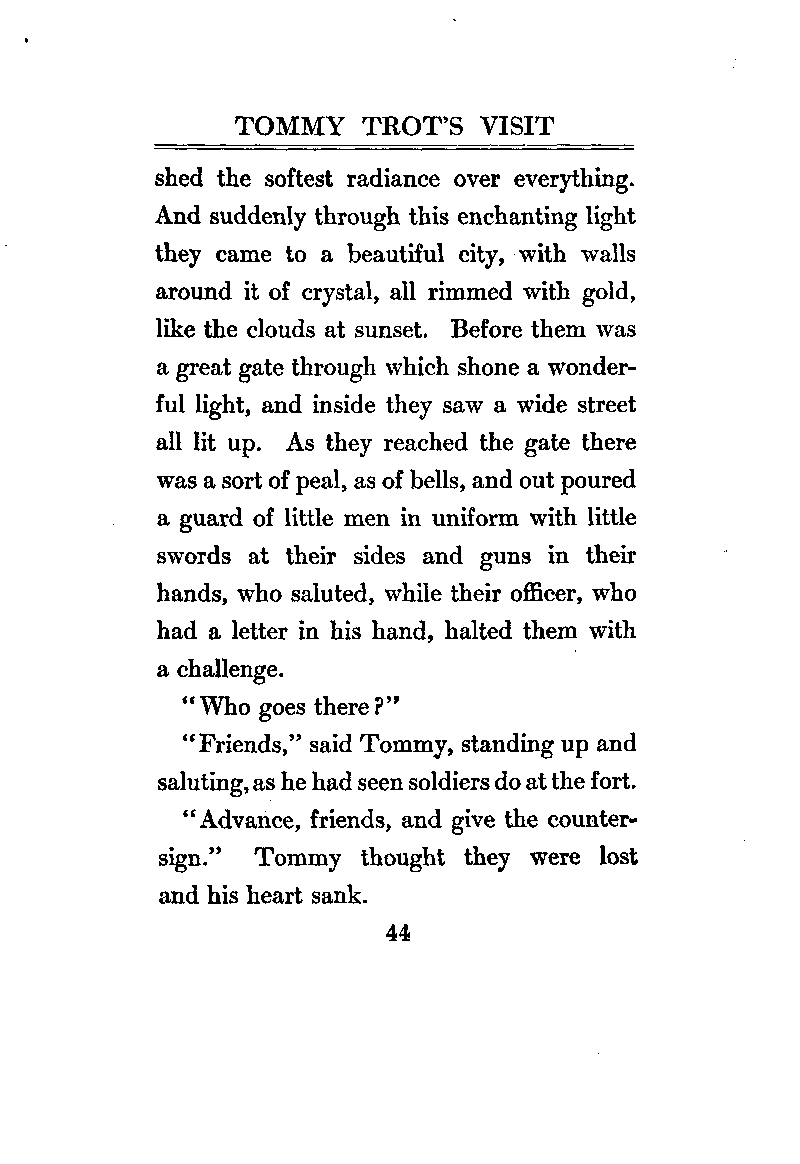 TOMMY TROT'S VISIT
shed the softest radiance over everything.
And suddenly through this enchanting light
they came to a beautiful city, with walls
around it of crystal, all rimmed with gold,
like the clouds at sunset. Before them was
a great gate through which shone a wonder-
ful light, and inside they saw a wide street
all lit up. As they reached the gate there
was a sort of peal, as of bells, and out poured
a guard of little men in uniform with little
swords at their sides and guns in their
hands, who saluted, while their officer, who
had a letter in his hand, halted them with
a challenge.
"Who goes there?"
"Friends," said Tommy, standing up and
saluting, as he had seen soldiers do at the fort.
"Advance, friends, and give the counter-
sign." Tommy thought they were lost
and his heart sank.
44